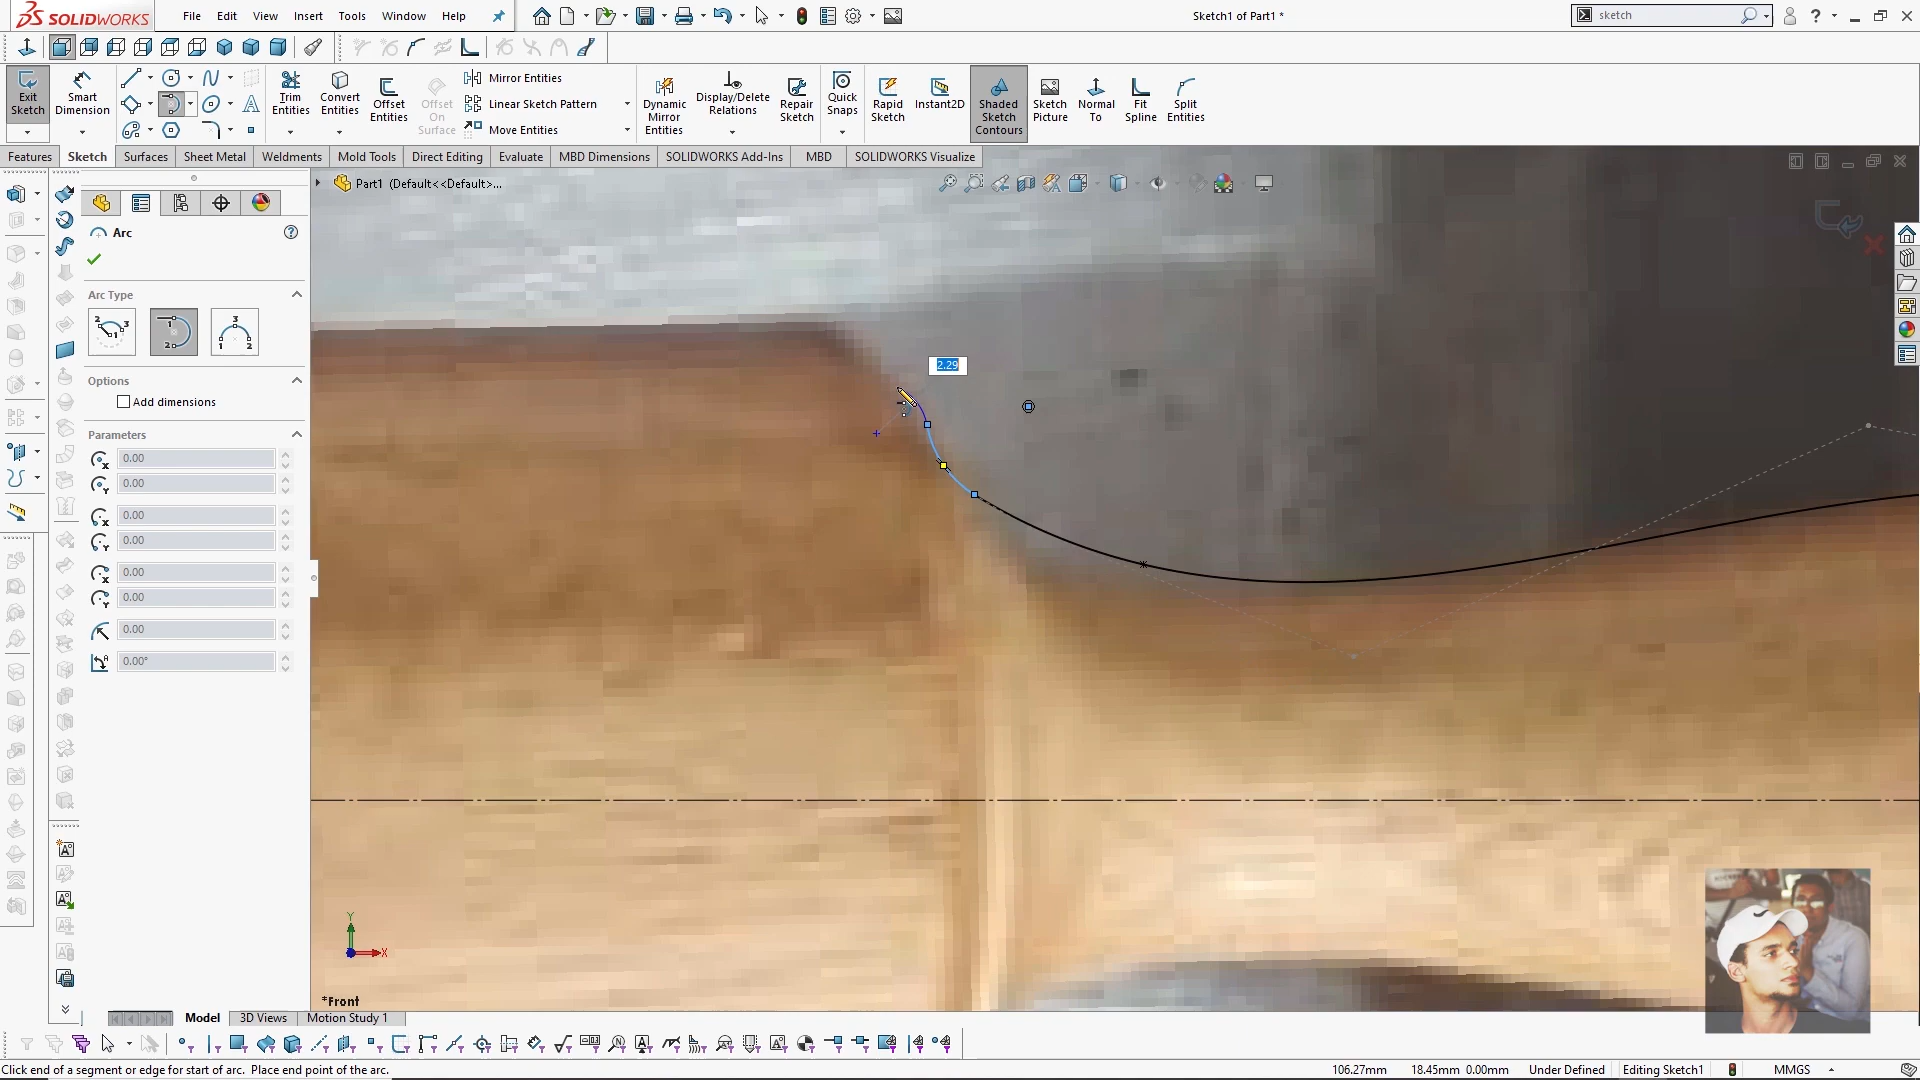 SOLIDWORKS
File Edit View Insert Tools Window Help
Sketch1 of Part1 *
sketch
Exit Sketch
Smart Dimension
Trim Entities
Convert Entities
Offset Entities
Offset On Surface
Mirror Entities
Linear Sketch Pattern
Move Entities
Dynamic Mirror Entities
Display/Delete Relations
Repair Sketch
Quick Snaps
Rapid Sketch
Instant2D
Shaded Sketch Contours
Sketch Picture
Normal To
Fit Spline
Split Entities
Features Sketch Surfaces Sheet Metal Weldments Mold Tools Direct Editing Evaluate MBD Dimensions SOLIDWORKS Add-Ins MBD SOLIDWORKS Visualize
Part1 (Default<<Default>...
Arc
Arc Type
Options
Add dimensions
Parameters
0.00
0.00
0.00
0.00
0.00
0.00
0.00
0.00°
2.29
Y
X
*Front
Model 3D Views Motion Study 1
Click end of a segment or edge for start of arc. Place end point of the arc.
106.27mm 18.45mm 0.00mm Under Defined Editing Sketch1 MMGS